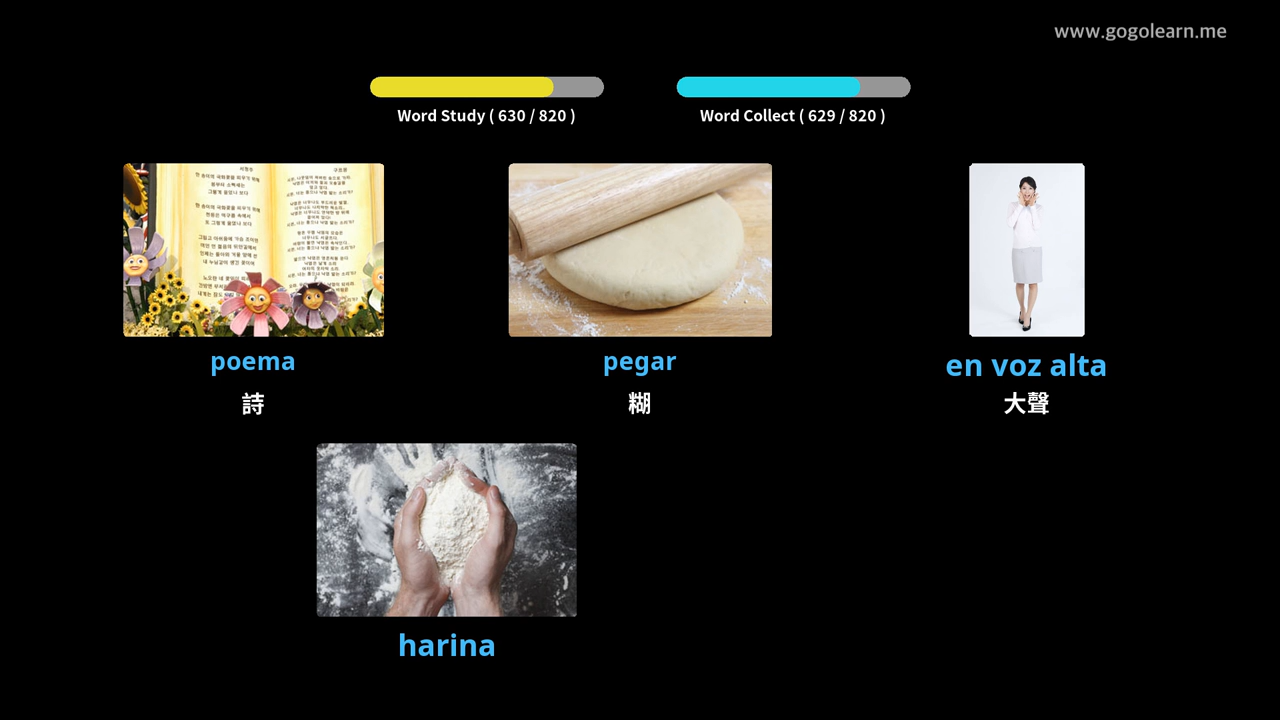 www.gogolearn.me
Word Study ( 630 / 820 )
Word Collect ( 629 / 820 )
poema
詩
pegar
糊
en voz alta
大聲
harina